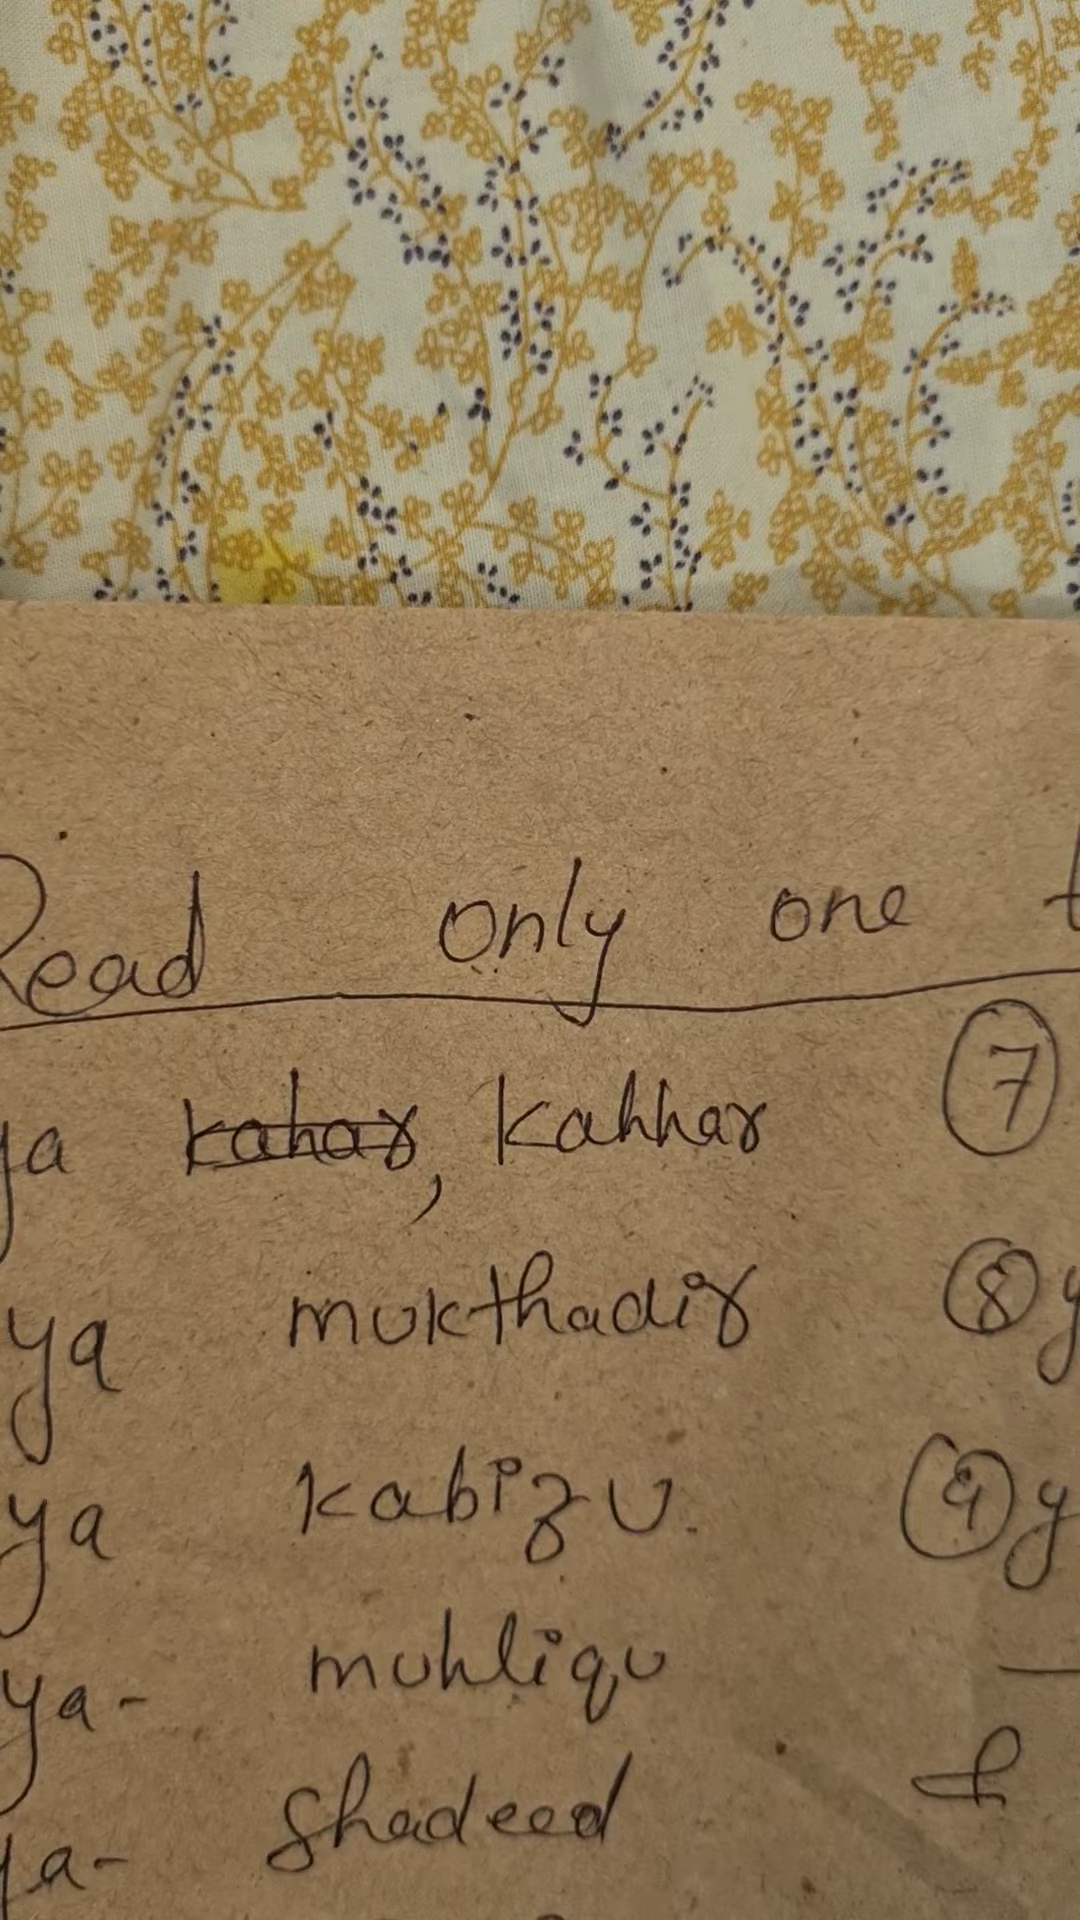 Read only one t
ya kahar, kahhar 7
ya mukthadir 8 y
ya kabizu. 9 y
ya- muhliqu —
ya- shadeed